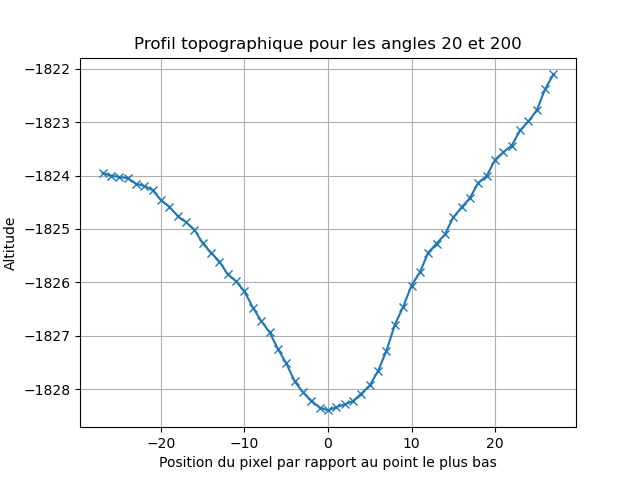 Profil topographique pour les angles 20 et 200
−1822
−1823
−1824
−1825
−1826
−1827
−1828
Altitude
−20 −10 0 10 20
Position du pixel par rapport au point le plus bas